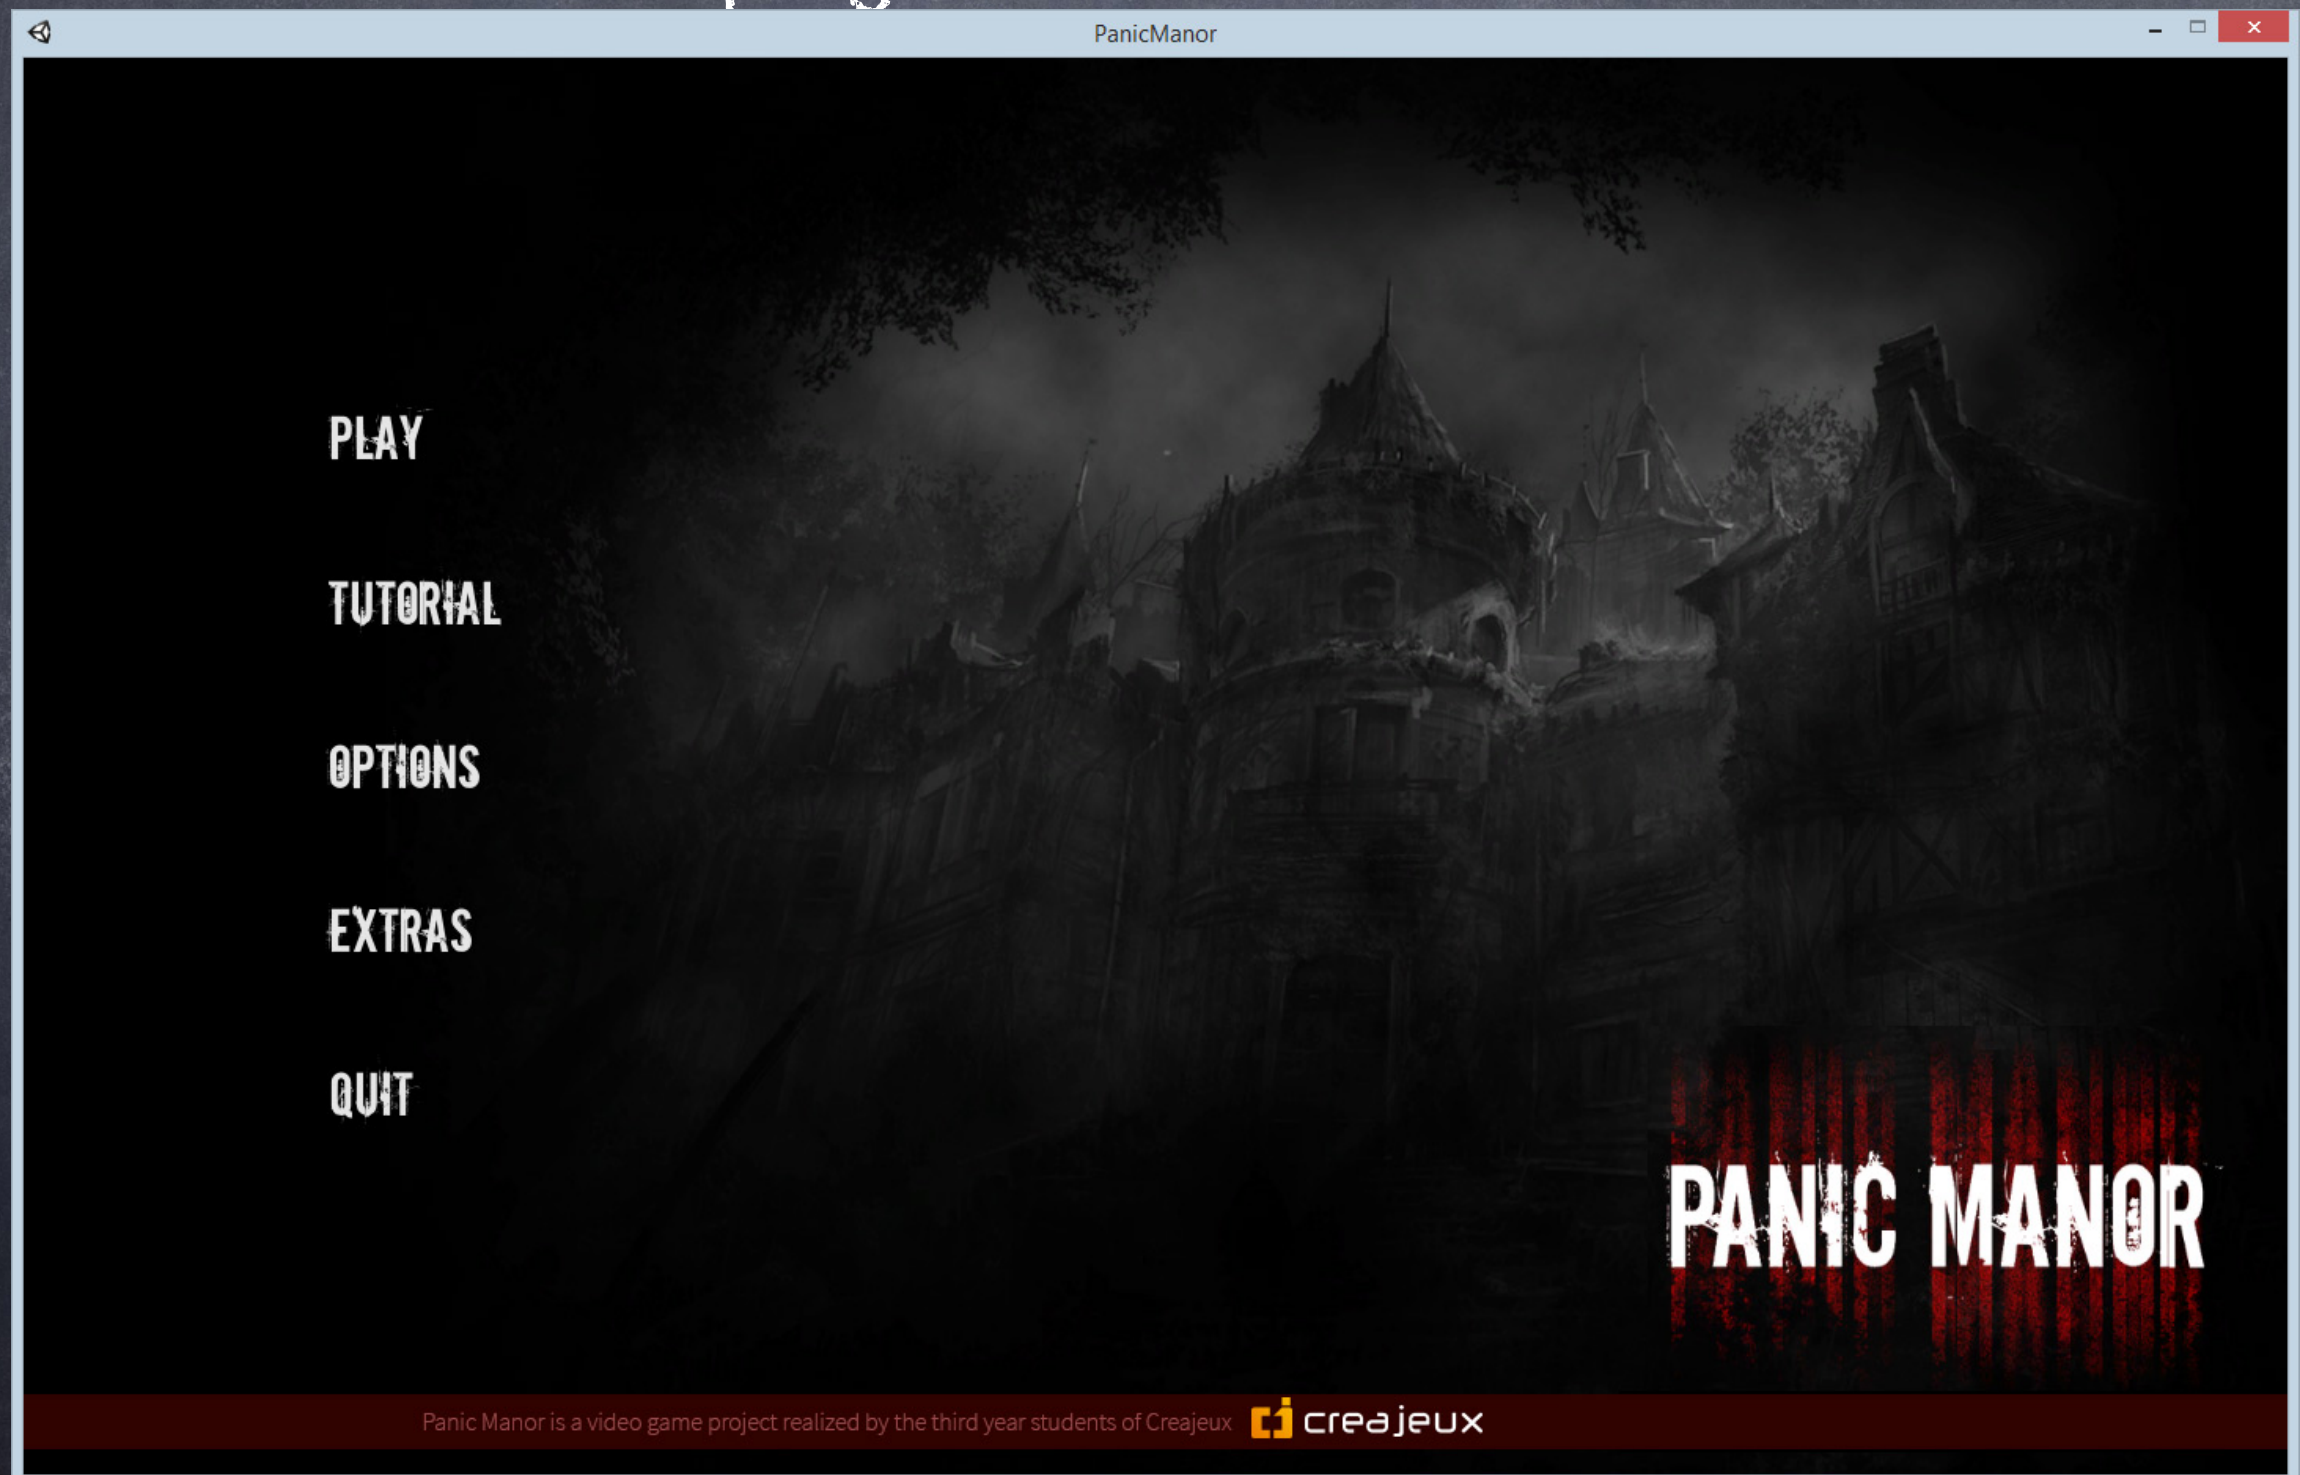 PanicManor
PLAY
TUTORIAL
OPTIONS
EXTRAS
QUIT
PANIC MANOR
Panic Manor is a video game project realized by the third year students of Creajeux creajeux